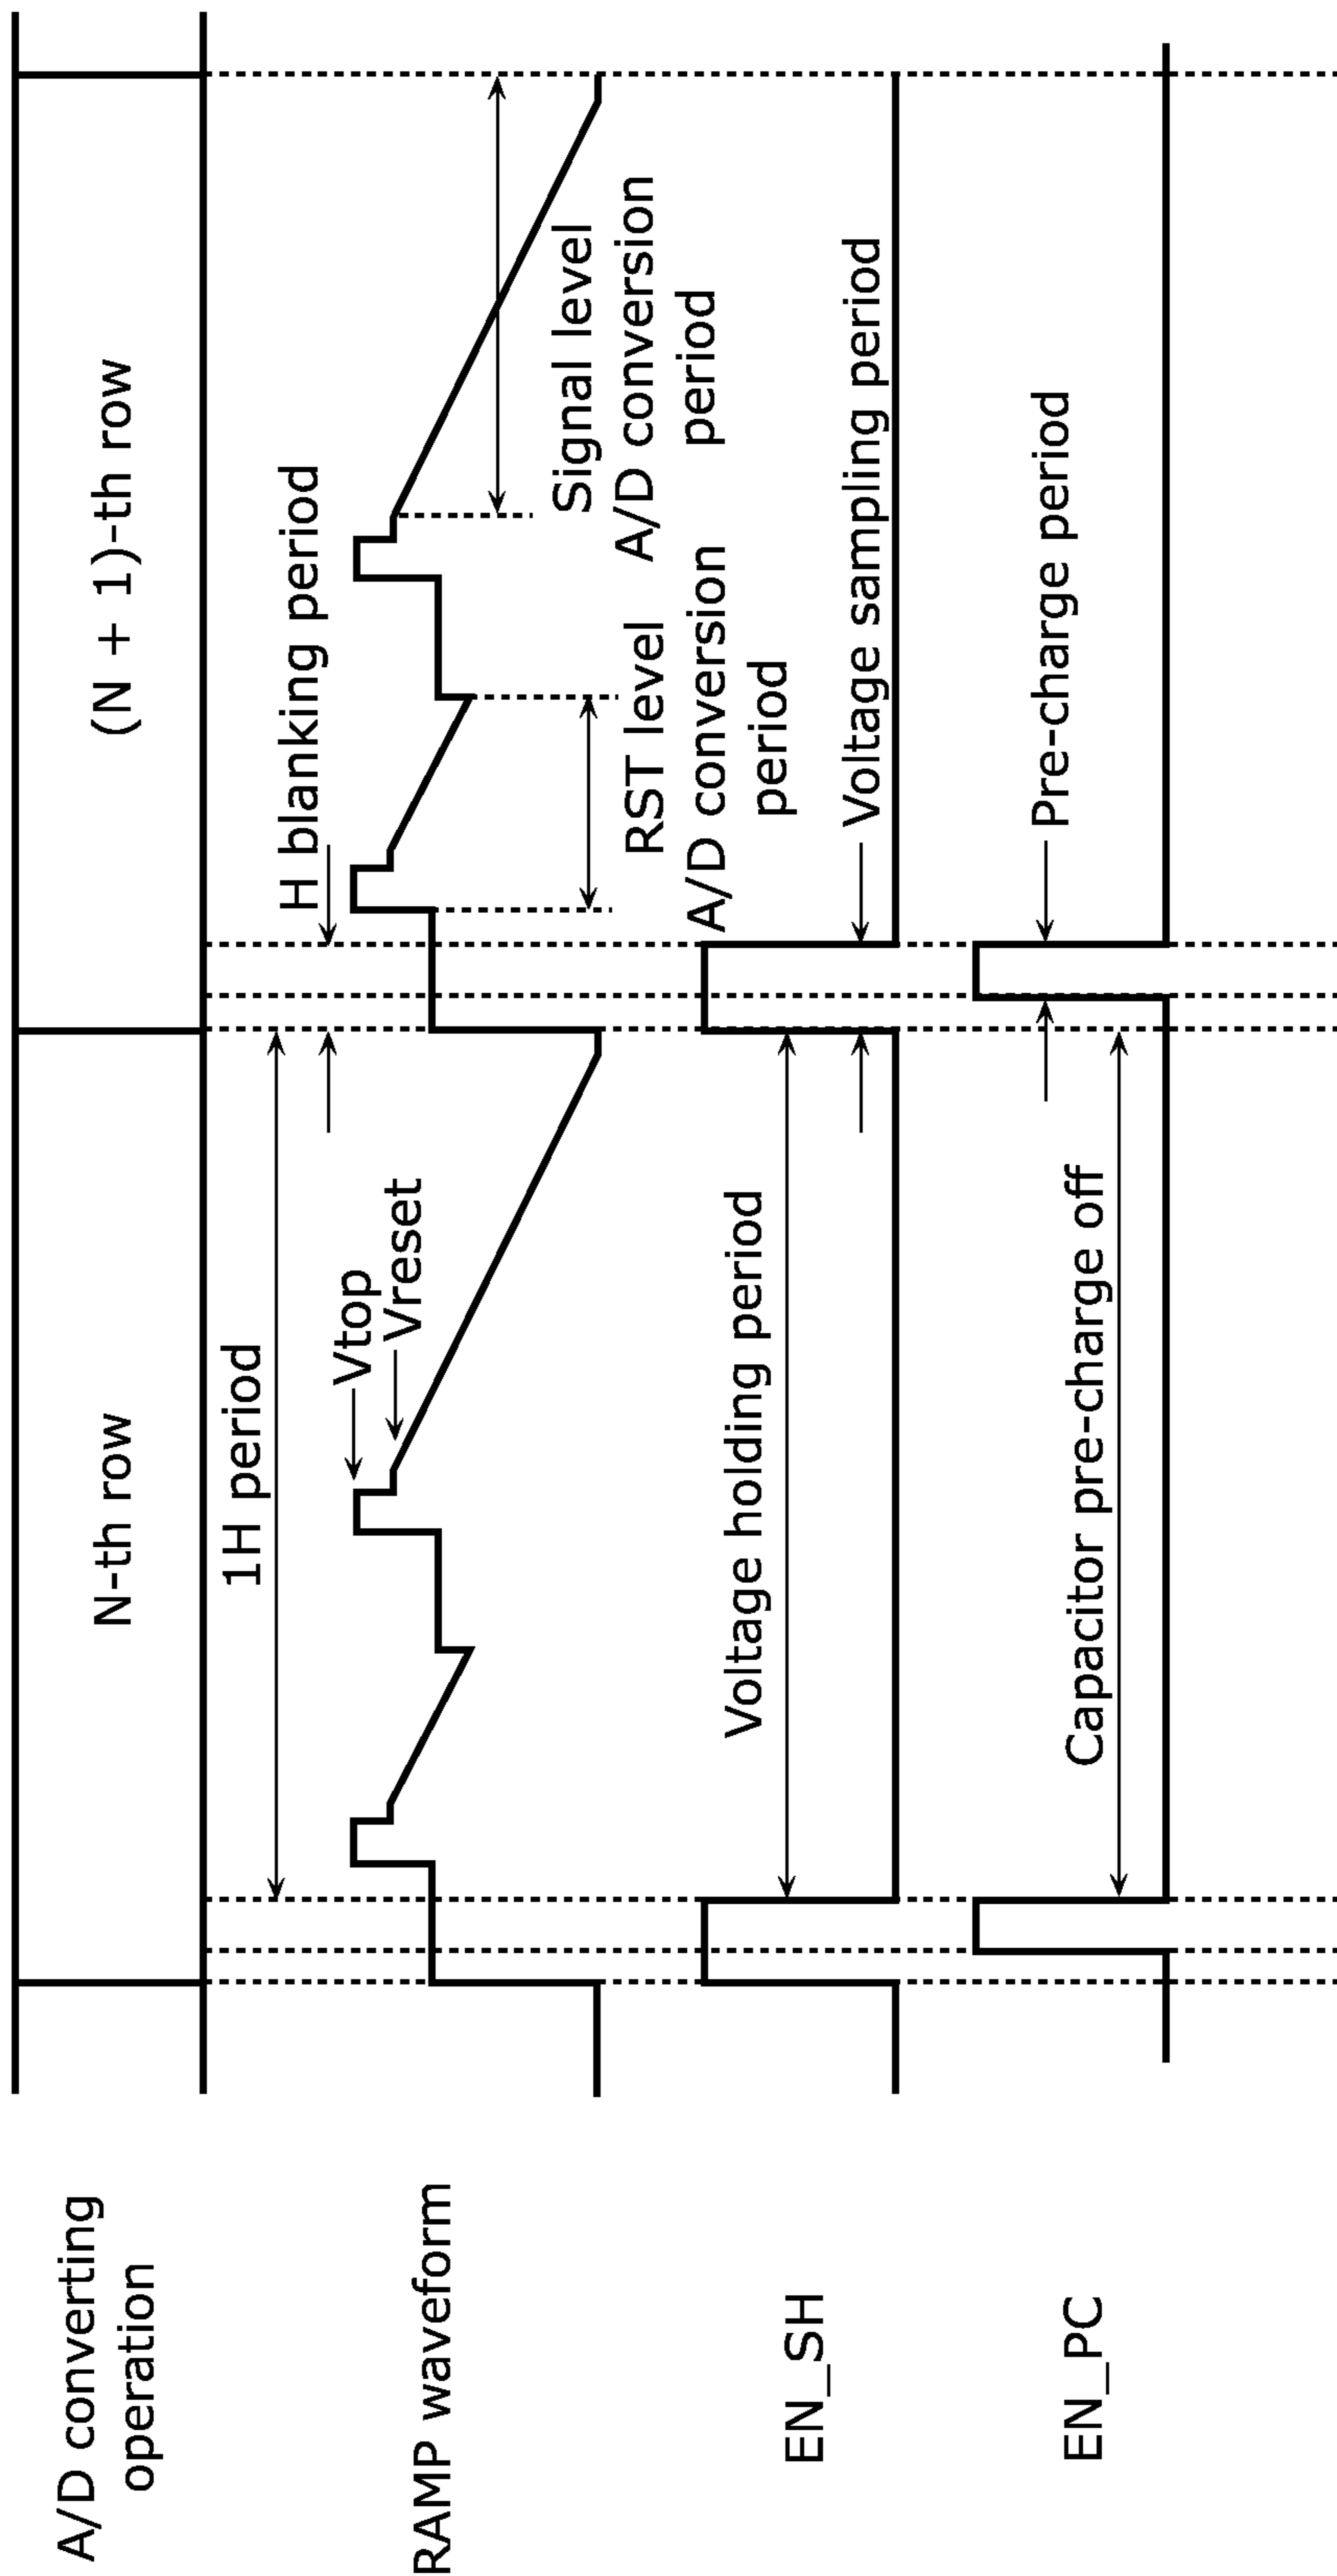 A/D converting
operation
N-th row
(N + 1)-th row
1H period
H blanking period
RAMP waveform
Vtop
Vreset
Signal level
A/D conversion
period
RST level
A/D conversion
period
EN_SH
Voltage holding period
Voltage sampling period
EN_PC
Capacitor pre-charge off
Pre-charge period